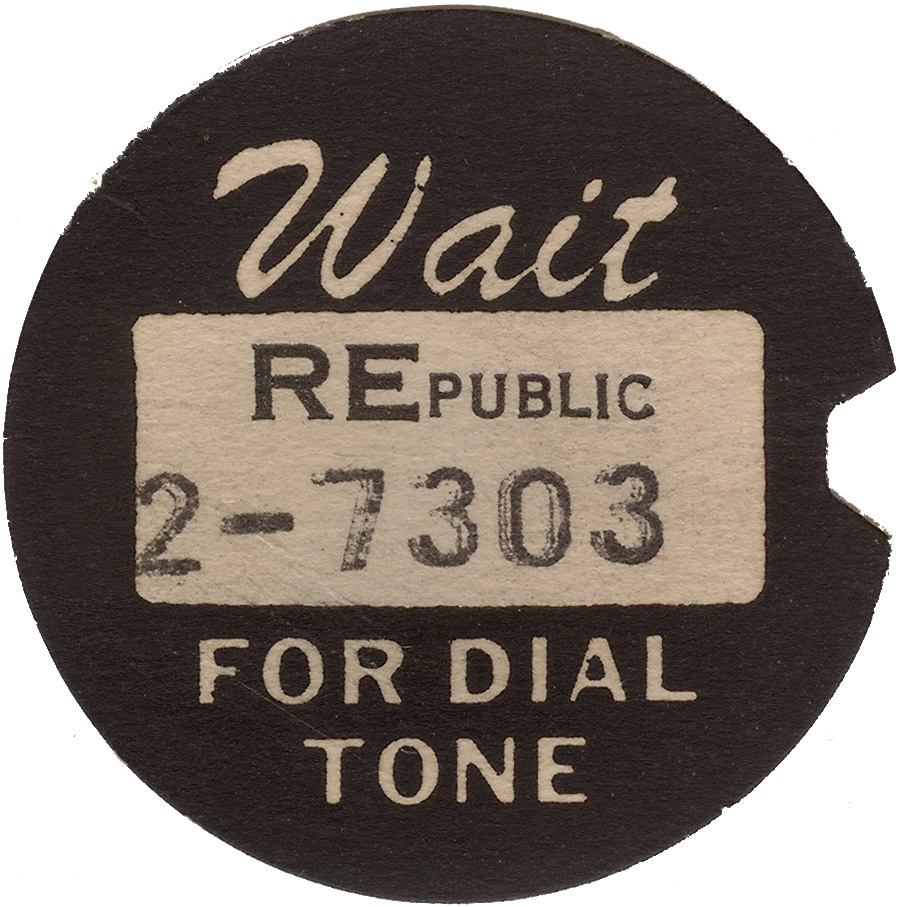 Wait
REPUBLIC
2-7303
FOR DIAL
TONE